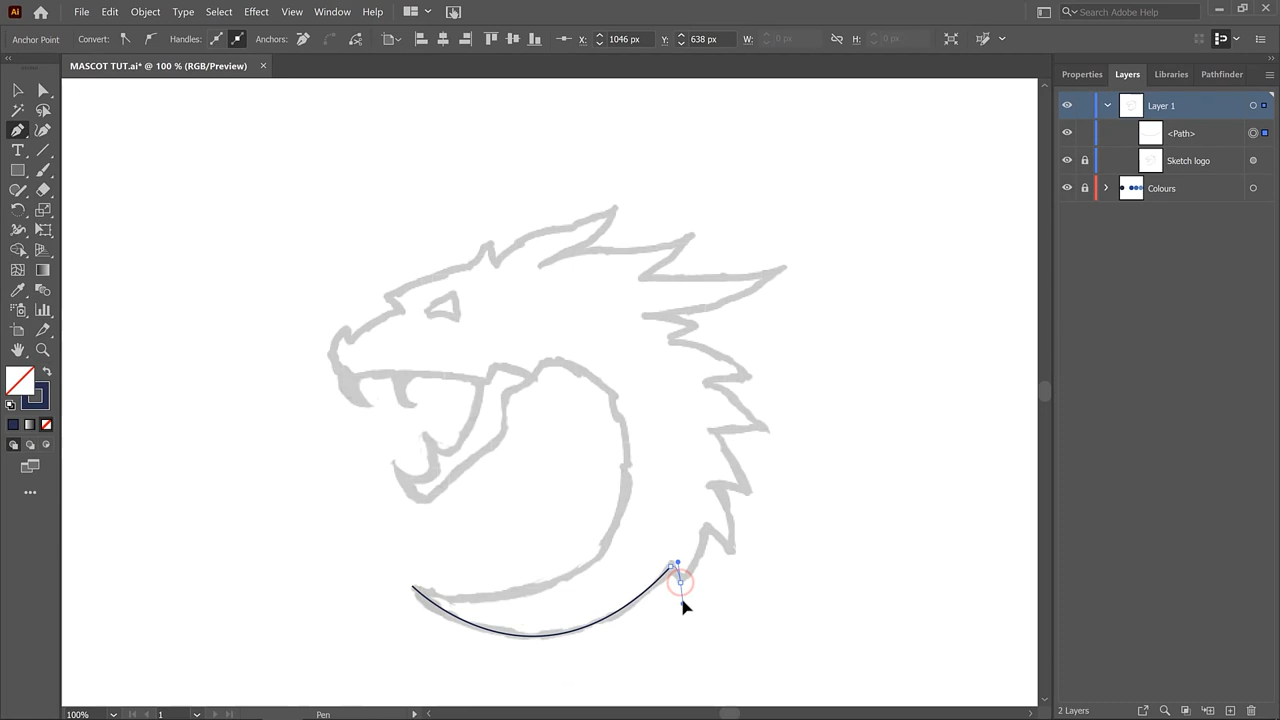 Ai File Edit Object Type Select Effect View Window Help Search Adobe Help
Anchor Point Convert: Handles: Anchors: X: 1046 px Y: 638 px W: 0 px H: 0 px
MASCOT TUT.ai* @ 100 % (RGB/Preview)
Properties Layers Libraries Pathfinder
Layer 1
<Path>
Sketch logo
Colours
100% 1 Pen 2 Layers